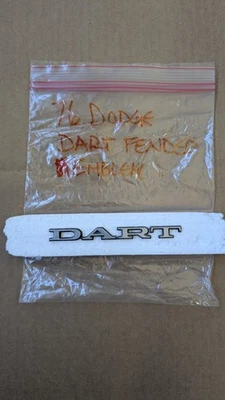 76 DODGE
DART FENDER
EMBLEM
DART